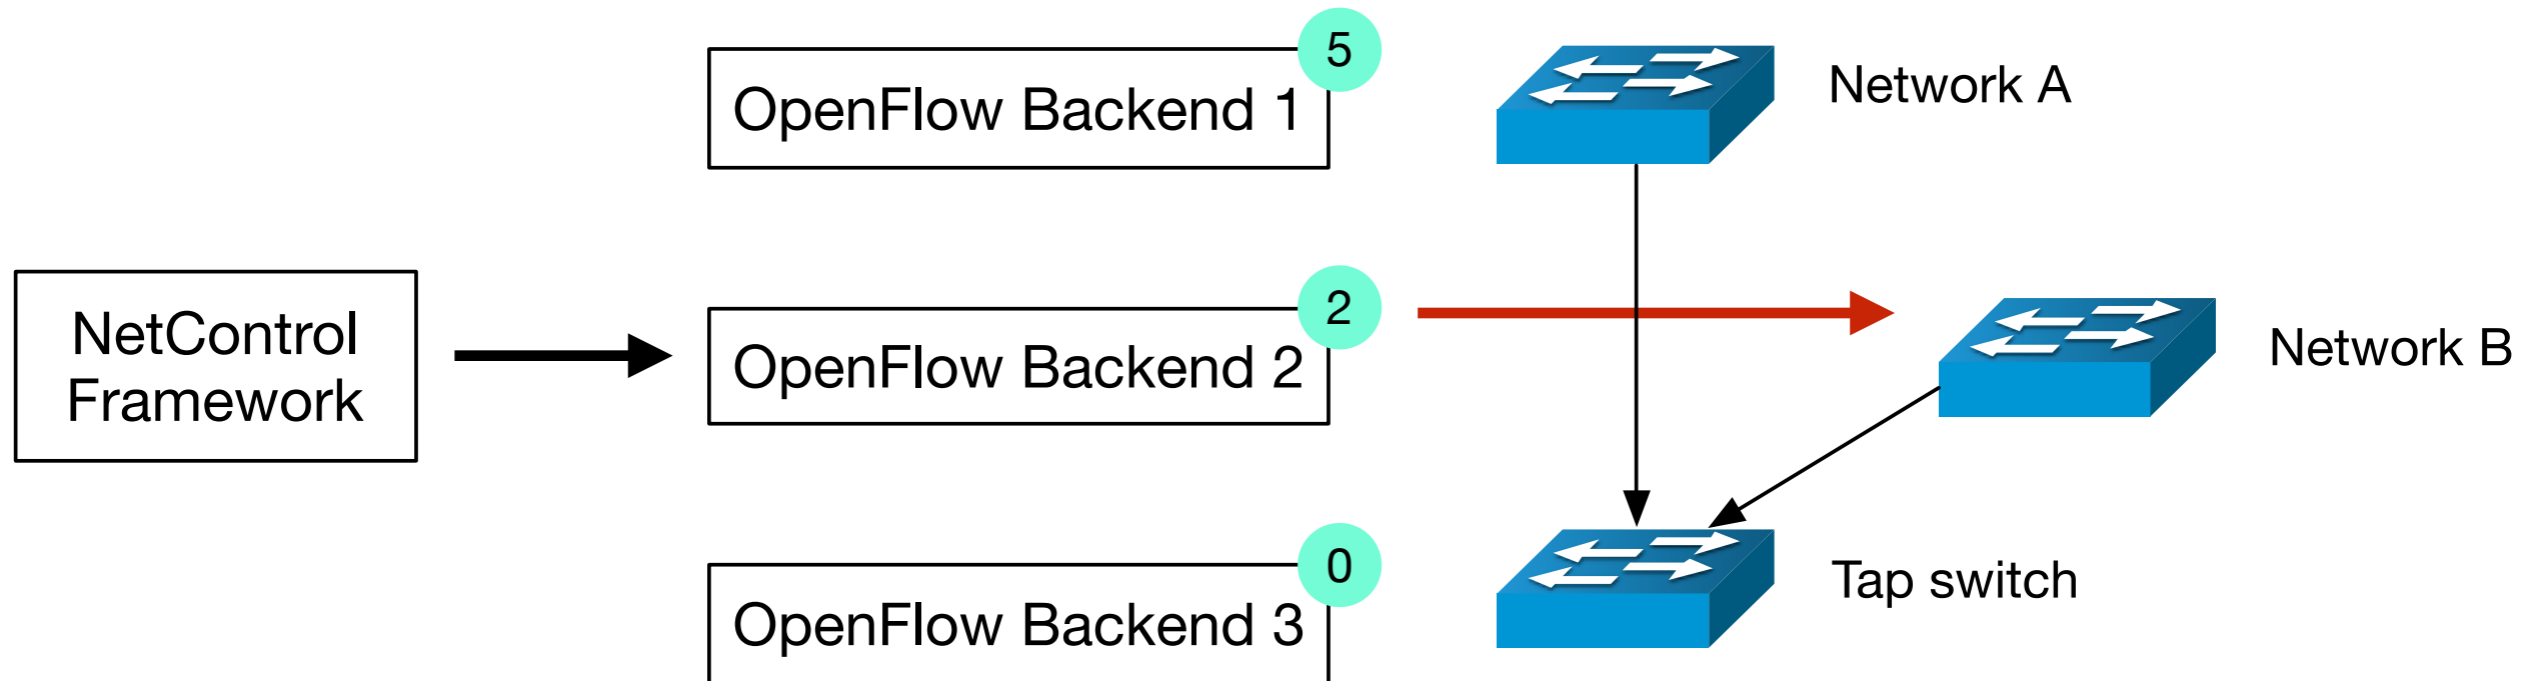 5
OpenFlow Backend 1
Network A
NetControl
Framework
2
OpenFlow Backend 2
Network B
0
OpenFlow Backend 3
Tap switch